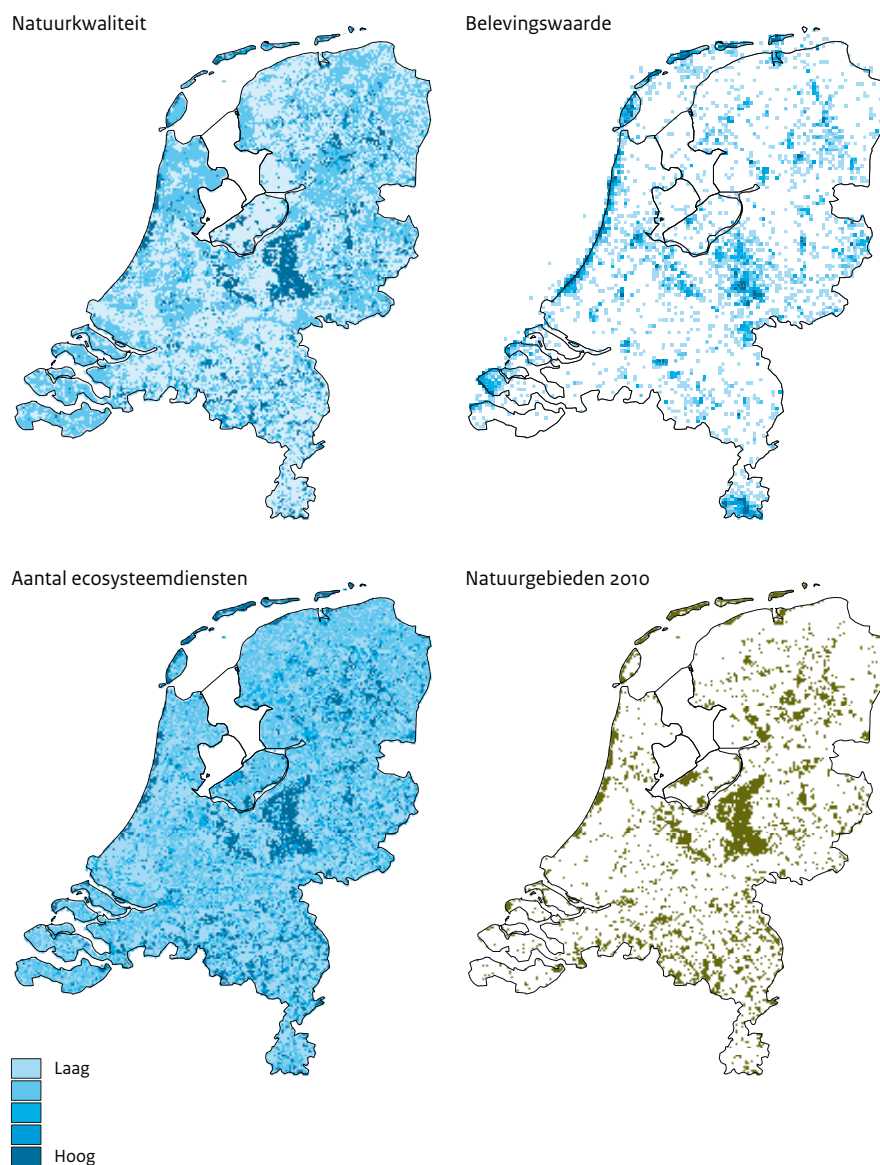 Natuurkwaliteit
Belevingswaarde
Aantal ecosysteemdiensten
Natuurgebieden 2010
Laag
Hoog